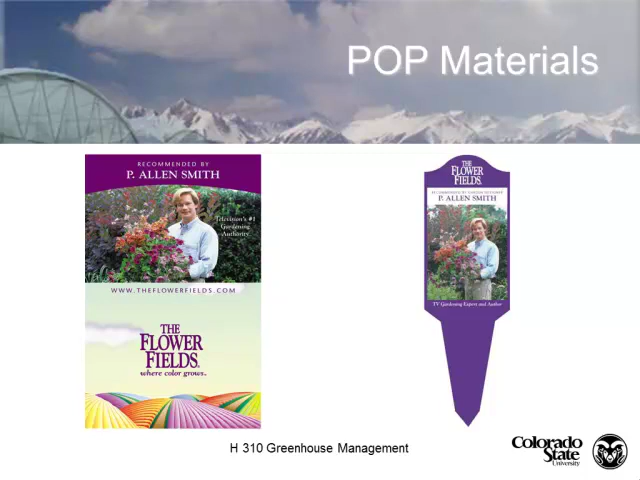 POP Materials
RECOMMENDED BY
P. ALLEN SMITH
Television's #1
Gardening
Authority.
WWW.THEFLOWERFIELDS.COM
THE
FLOWER
FIELDS
where color grows
THE
FLOWER
FIELDS
P. ALLEN SMITH
TV Gardening Expert and Author
H 310 Greenhouse Management
Colorado
State
University